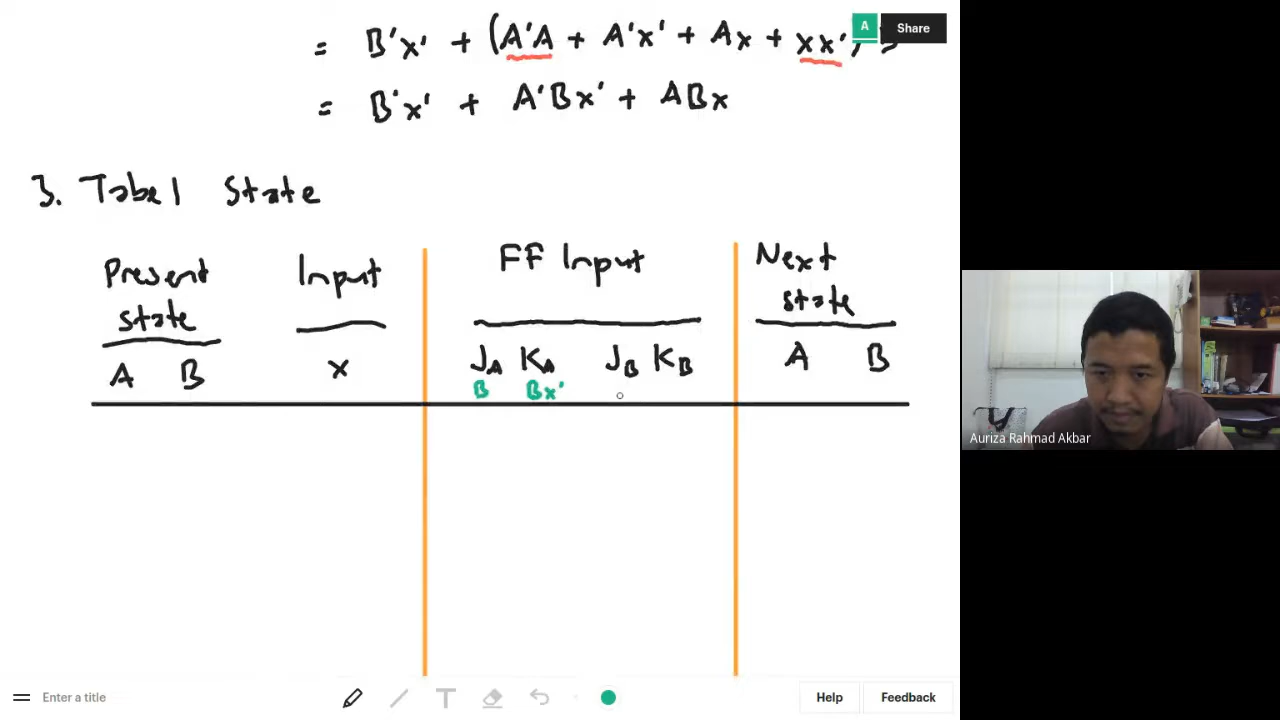 = B'x' + (A'A + A'x' + Ax + xx')
A Share
= B'x' + A'Bx' + ABx
3. Tabel State
Present state Input FF Input Next state
A B x JA KA JB KB A B
B Bx'
Auriza Rahmad Akbar
Enter a title T Help Feedback